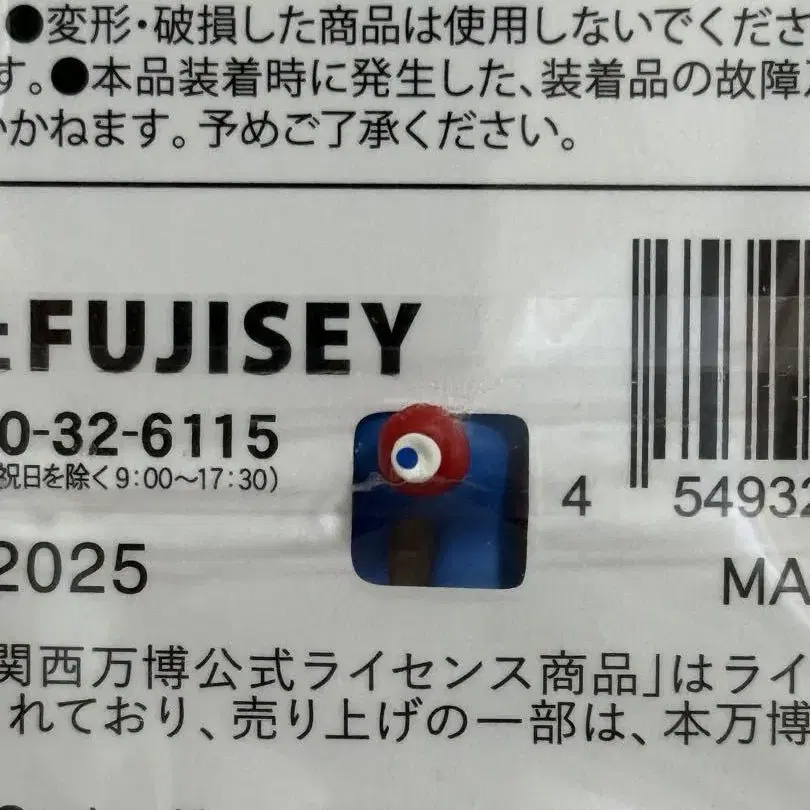 ●変形・破損した商品は使用しないでくださ
す。●本品装着時に発生した、装着品の故障
かねます。予めご了承ください。
FUJISEY
0-32-6115
祝日を除く9:00〜17:30)
4 54932
2025
MA
関西万博公式ライセンス商品」はライ
れており、売り上げの一部は、本万博